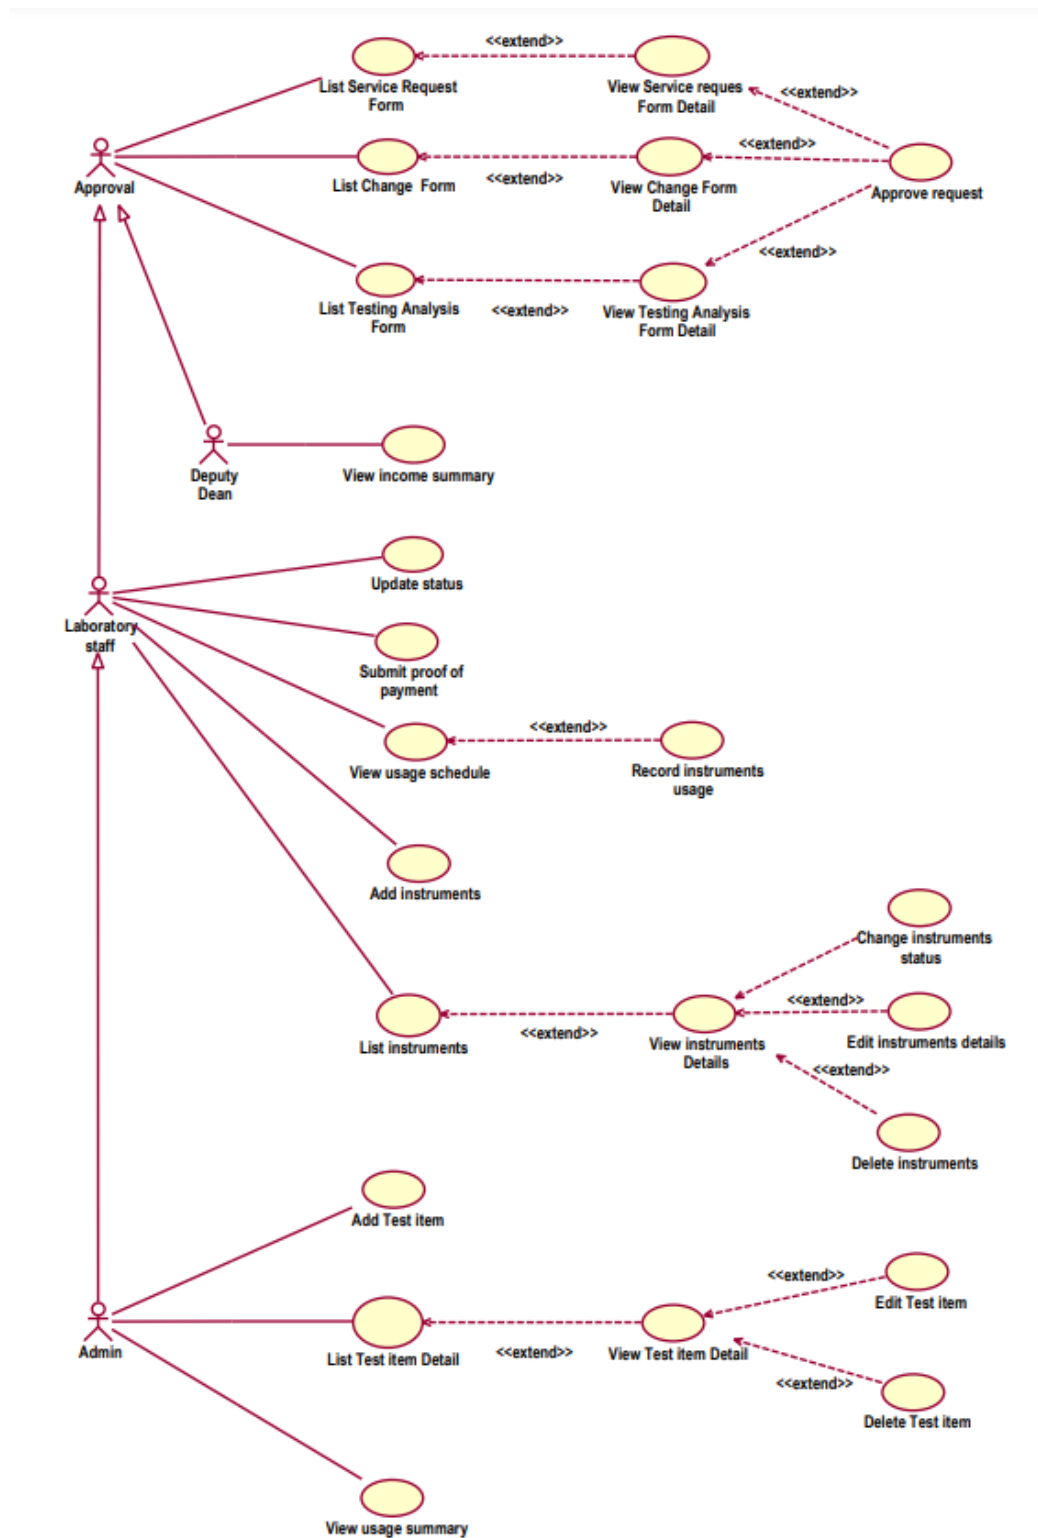 <<extend>>
List Service Request
Form
View Service reques
Form Detail
<<extend>>
<<extend>>
Approval
List Change  Form
<<extend>>
View Change Form
Detail
Approve request
<<extend>>
List Testing Analysis
Form
<<extend>>
View Testing Analysis
Form Detail
Deputy
Dean
View income summary
Update status
Laboratory
staff
Submit proof of
payment
<<extend>>
View usage schedule
Record instruments
usage
Add instruments
Change instruments
status
<<extend>>
List instruments
<<extend>>
View instruments
Details
Edit instruments details
<<extend>>
Delete instruments
Add Test item
<<extend>>
Edit Test item
Admin
List Test item Detail
<<extend>>
View Test item Detail
<<extend>>
Delete Test item
View usage summary